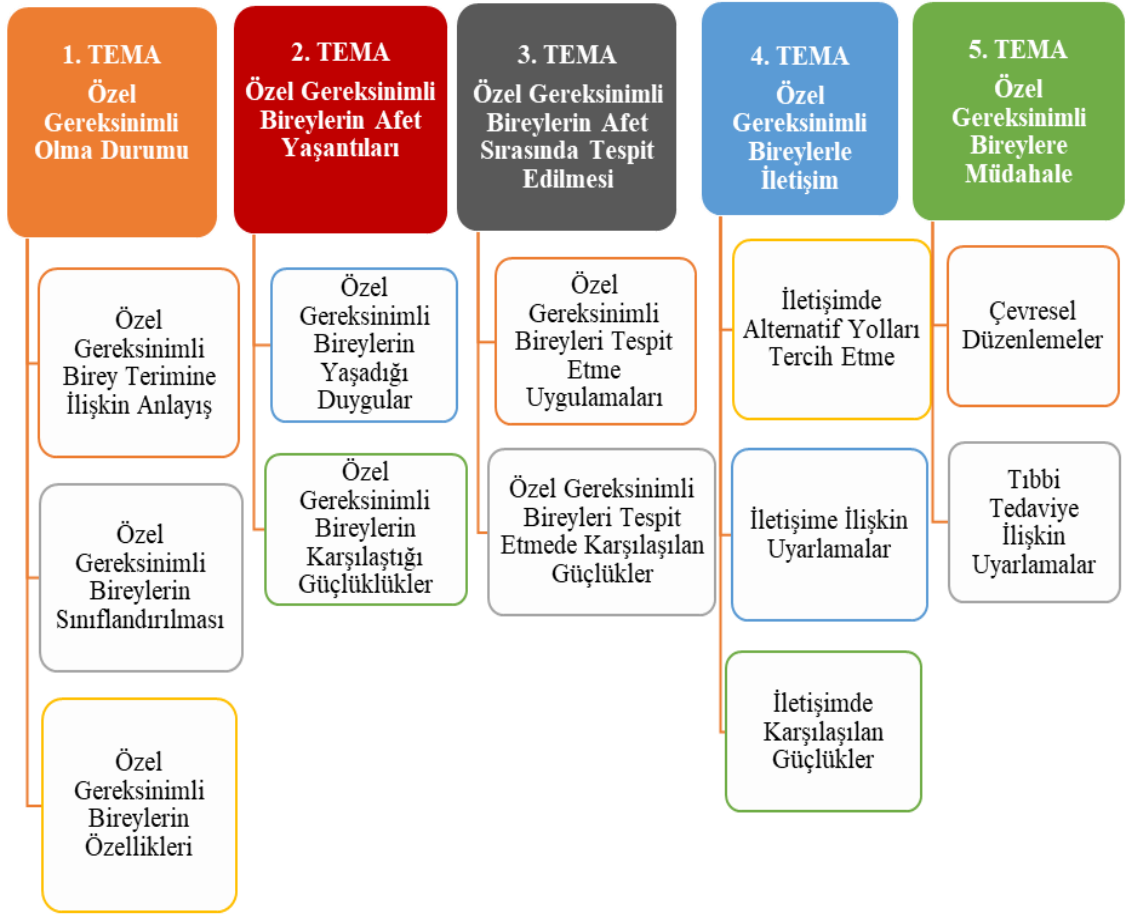 1. TEMA
Özel
Gereksinimli
Olma Durumu
Özel
Gereksinimli
Birey Terimine
İlişkin Anlayış
Özel
Gereksinimli
Bireylerin
Sınıflandırılması
Özel
Gereksinimli
Bireylerin
Özellikleri
2. TEMA
Özel Gereksinimli
Bireylerin Afet
Yaşantıları
Özel
Gereksinimli
Bireylerin
Yaşadığı
Duygular
Özel
Gereksinimli
Bireylerin
Karşılaştığı
Güçlüklükler
3. TEMA
Özel Gereksinimli
Bireylerin Afet
Sırasında Tespit
Edilmesi
Özel
Gereksinimli
Bireyleri Tespit
Etme
Uygulamaları
Özel Gereksinimli
Bireyleri Tespit
Etmede Karşılaşılan
Güçlükler
4. TEMA
Özel
Gereksinimli
Bireylerle
İletişim
İletişimde
Alternatif Yolları
Tercih Etme
İletişime İlişkin
Uyarlamalar
İletişimde
Karşılaşılan
Güçlükler
5. TEMA
Özel
Gereksinimli
Bireylere
Müdahale
Çevresel
Düzenlemeler
Tıbbi
Tedaviye
İlişkin
Uyarlamalar